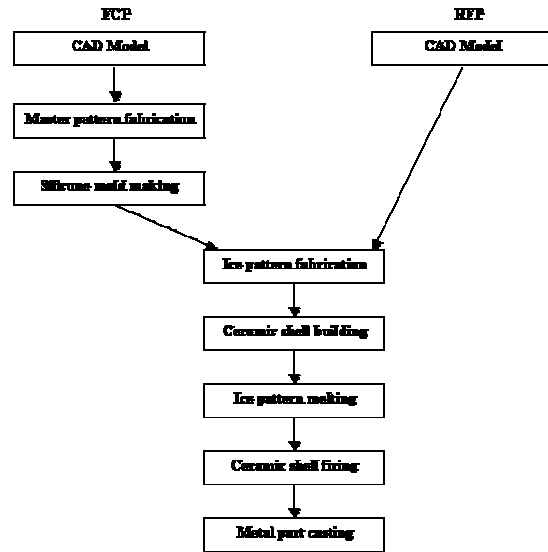 FCP
RFP
CAD Model
CAD Model
Master pattern fabrication
Silicone mold making
Ice pattern fabrication
Ceramic shell building
Ice pattern melting
Ceramic shell firing
Metal part casting